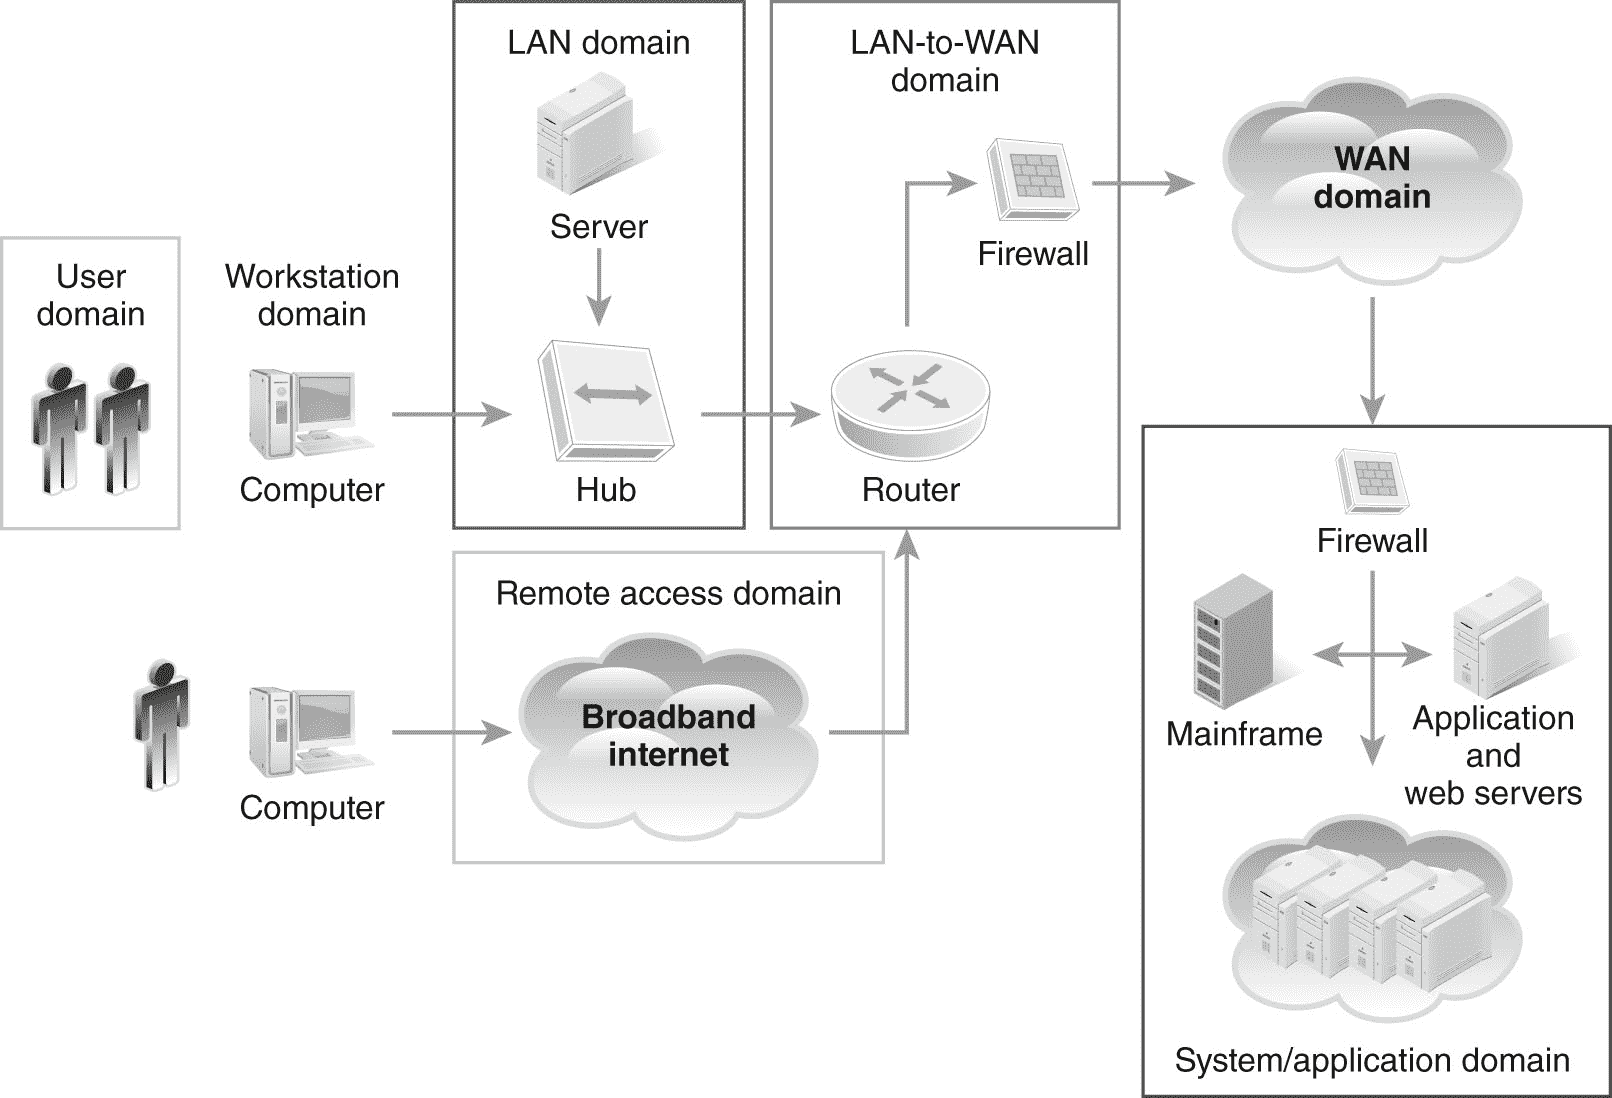 LAN domain
Server
Hub
LAN-to-WAN
domain
Firewall
Router
WAN
domain
User
domain
Workstation
domain
Computer
Remote access domain
Broadband
internet
Computer
Firewall
Mainframe
Application
and
web servers
System/application domain